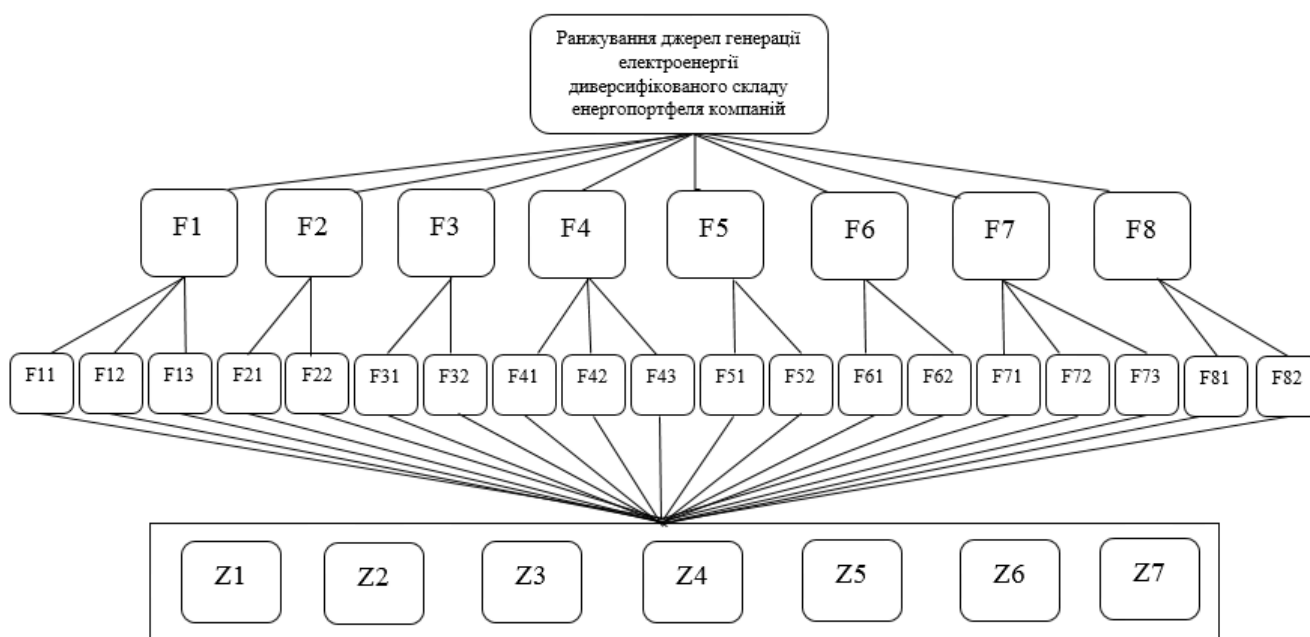 Ранжування джерел генерації
електроенергії
диверсифікованого складу
енергопортфеля компаній
F1 F2 F3 F4 F5 F6 F7 F8
F11 F12 F13 F21 F22 F31 F32 F41 F42 F43 F51 F52 F61 F62 F71 F72 F73 F81 F82
Z1 Z2 Z3 Z4 Z5 Z6 Z7